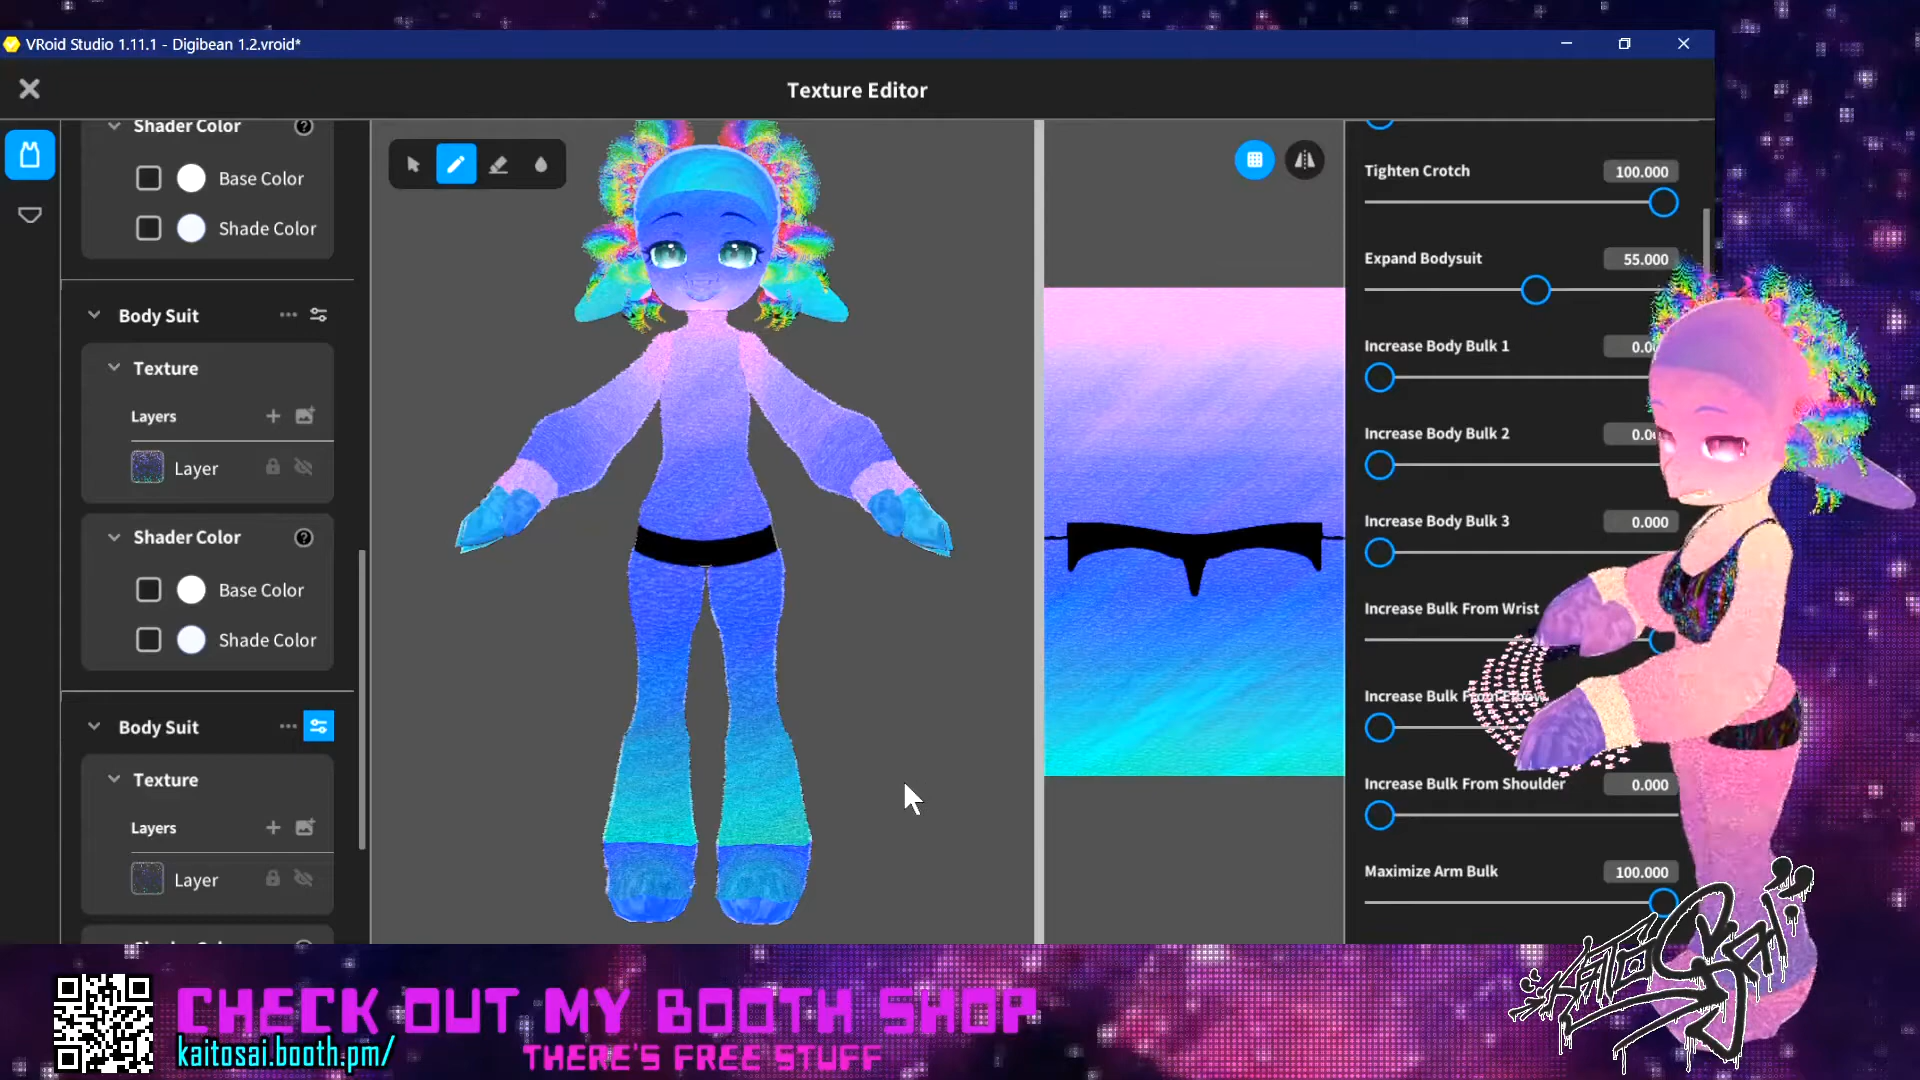 VRoid Studio 1.11.1 - Digibean 1.2.vroid*
Texture Editor
Shader Color
Base Color
Shade Color
Body Suit
Texture
Layers
Layer
Shader Color
Base Color
Shade Color
Body Suit
Texture
Layers
Layer
Tighten Crotch 100.000
Expand Bodysuit 55.000
Increase Body Bulk 1
Increase Body Bulk 2
Increase Body Bulk 3 0.000
Increase Bulk From Wrist
Increase Bulk From Elbow
Increase Bulk From Shoulder 0.000
Maximize Arm Bulk 100.000
CHECK OUT MY BOOTH SHOP
kaitosai.booth.pm/
THERE'S FREE STUFF
KAITOSAI